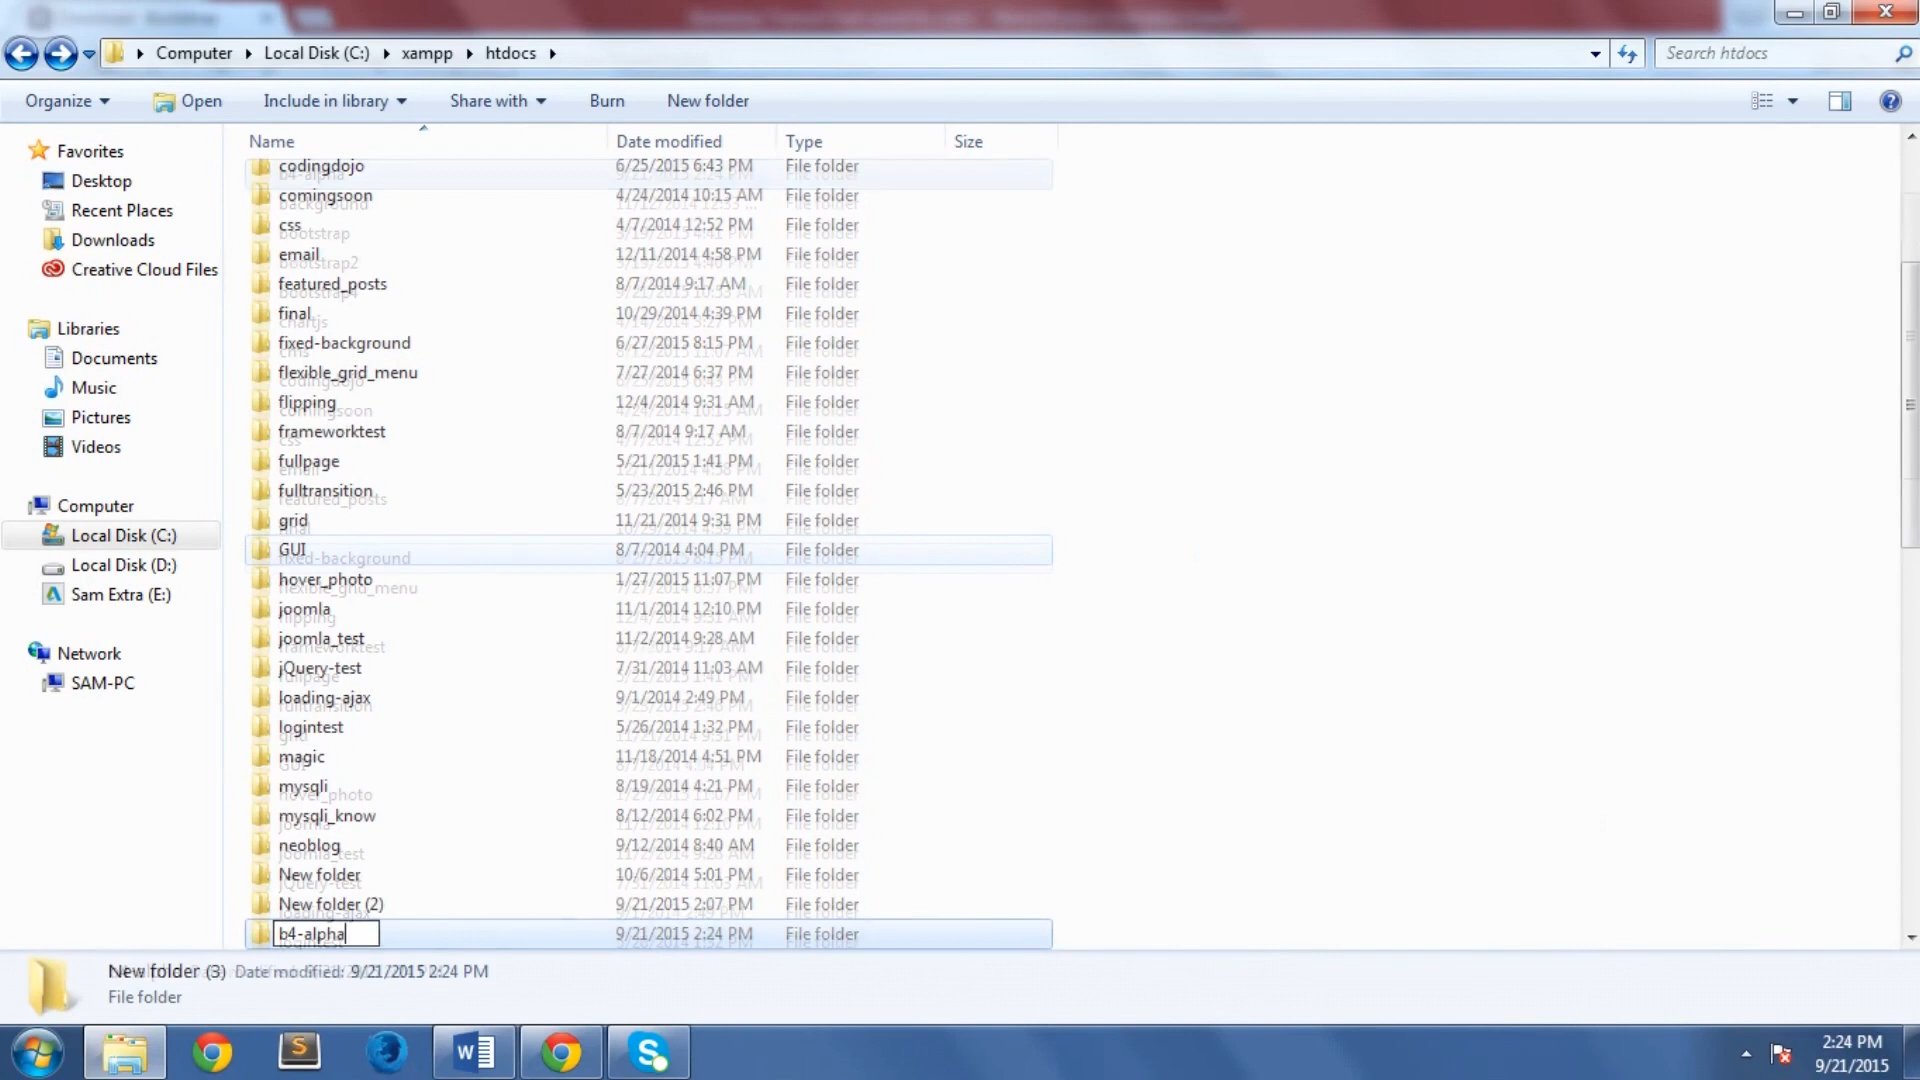 Computer Local Disk (C:) xampp htdocs
Search htdocs
Organize Open Include in library Share with Burn New folder
Name Date modified Type Size
Favorites
Desktop
Recent Places
Downloads
Creative Cloud Files
Libraries
Documents
Music
Pictures
Videos
Computer
Local Disk (C:)
Local Disk (D:)
Sam Extra (E:)
Network
SAM-PC
codingdojo 6/25/2015 6:43 PM File folder
comingsoon 4/24/2014 10:15 AM File folder
css 4/7/2014 12:52 PM File folder
email 12/11/2014 4:58 PM File folder
featured_posts 8/7/2014 9:17 AM File folder
final 10/29/2014 4:39 PM File folder
fixed-background 6/27/2015 8:15 PM File folder
flexible_grid_menu 7/27/2014 6:37 PM File folder
flipping 12/4/2014 9:31 AM File folder
frameworktest 8/7/2014 9:17 AM File folder
fullpage 5/21/2015 1:41 PM File folder
fulltransition 5/23/2015 2:46 PM File folder
grid 11/21/2014 9:31 PM File folder
GUI 8/7/2014 4:04 PM File folder
hover_photo 1/27/2015 11:07 PM File folder
joomla 11/1/2014 12:10 PM File folder
joomla_test 11/2/2014 9:28 AM File folder
jQuery-test 7/31/2014 11:03 AM File folder
loading-ajax 9/1/2014 2:49 PM File folder
logintest 5/26/2014 1:32 PM File folder
magic 11/18/2014 4:51 PM File folder
mysqli 8/19/2014 4:21 PM File folder
mysqli_know 8/12/2014 6:02 PM File folder
neoblog 9/12/2014 8:40 AM File folder
New folder 10/6/2014 5:01 PM File folder
New folder (2) 9/21/2015 2:07 PM File folder
b4-alpha 9/21/2015 2:24 PM File folder
New folder (3) Date modified: 9/21/2015 2:24 PM
File folder
2:24 PM
9/21/2015